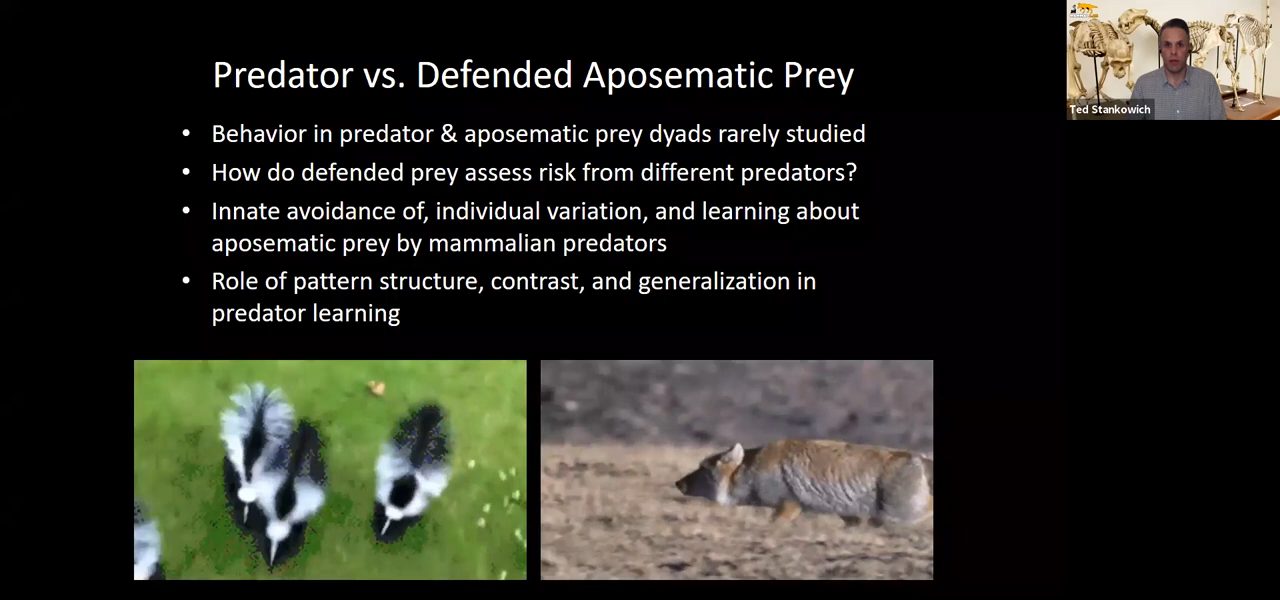 Predator vs. Defended Aposematic Prey
• Behavior in predator & aposematic prey dyads rarely studied
• How do defended prey assess risk from different predators?
• Innate avoidance of, individual variation, and learning about
aposematic prey by mammalian predators
• Role of pattern structure, contrast, and generalization in
predator learning
Ted Stankowich